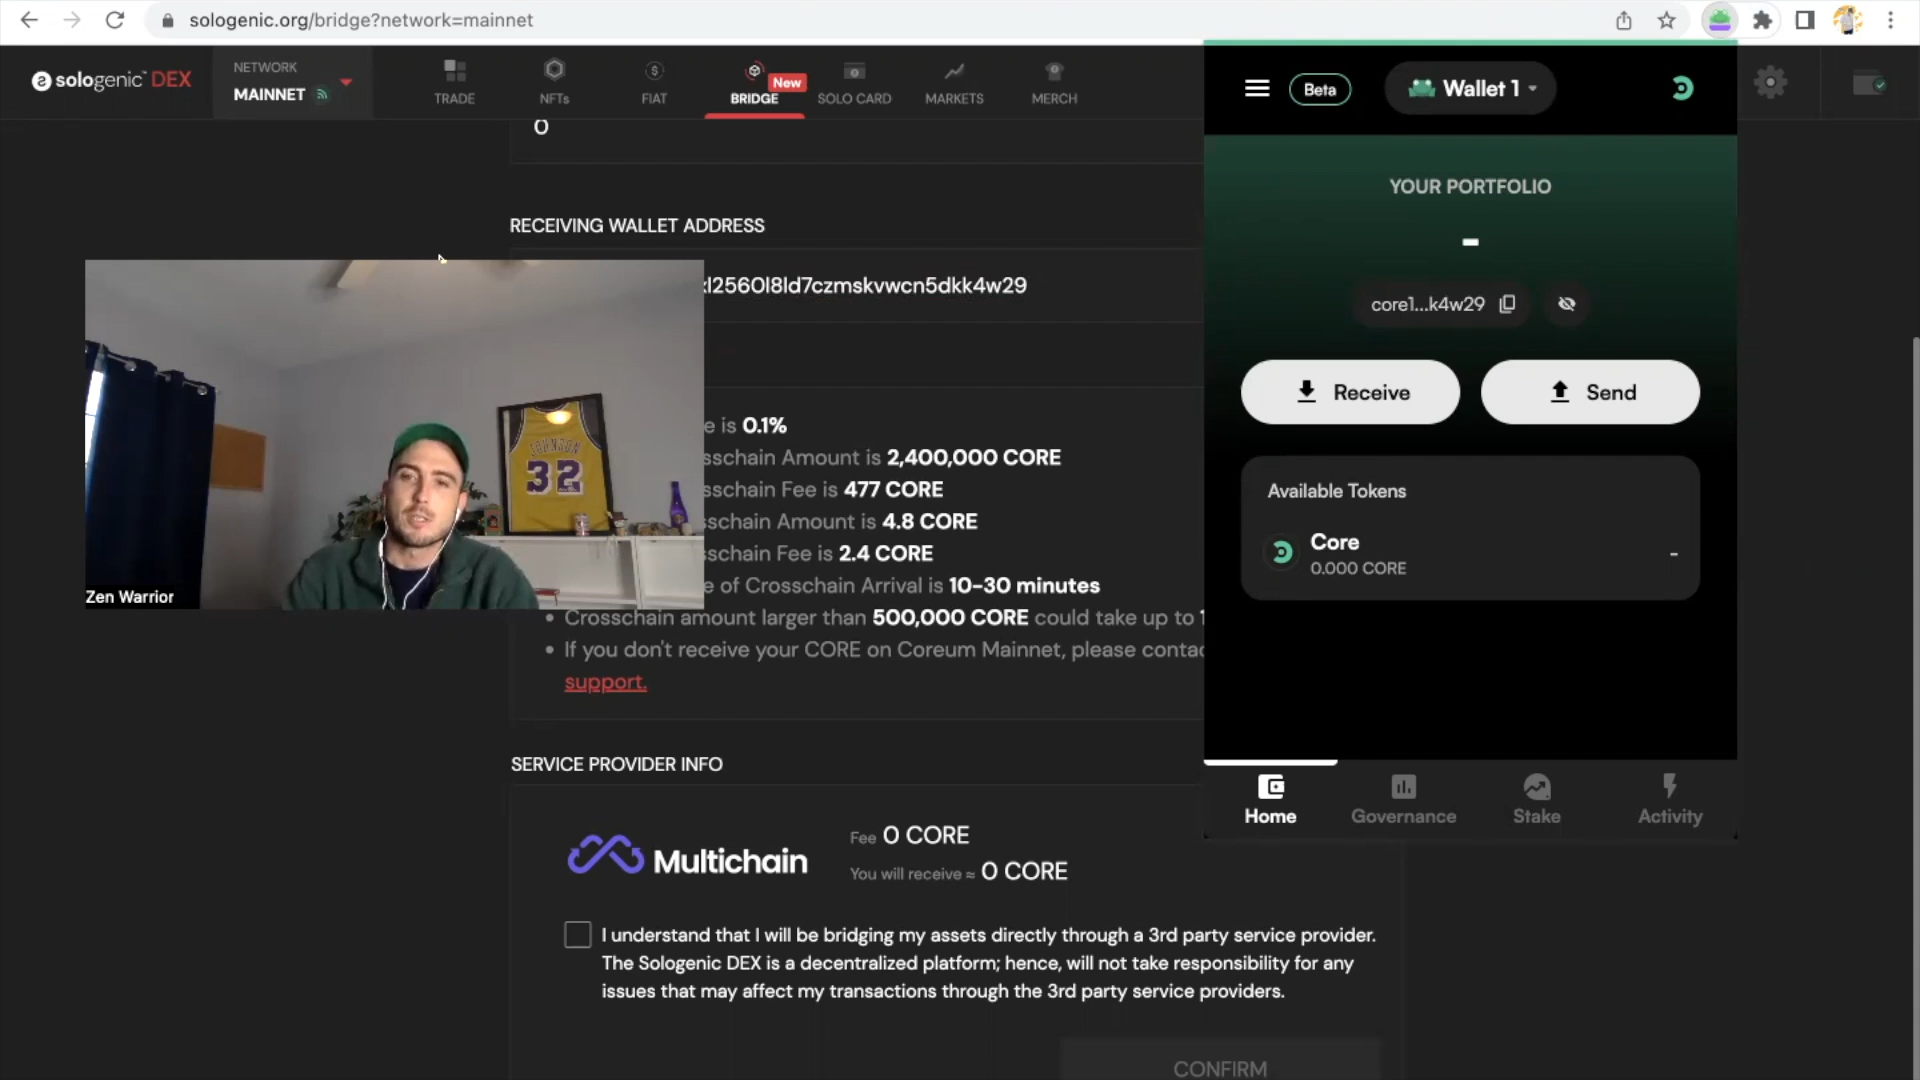 sologenic.org/bridge?network=mainnet
sologenic™ DEX
NETWORK
MAINNET
TRADE
NFTs
FIAT
BRIDGE
New
SOLO CARD
MARKETS
MERCH
0
RECEIVING WALLET ADDRESS
l2560l8ld7czmskvwcn5dkk4w29
e is 0.1%
sschain Amount is 2,400,000 CORE
sschain Fee is 477 CORE
sschain Amount is 4.8 CORE
sschain Fee is 2.4 CORE
e of Crosschain Arrival is 10-30 minutes
• Crosschain amount larger than 500,000 CORE could take up to 1
• If you don't receive your CORE on Coreum Mainnet, please contac
support.
SERVICE PROVIDER INFO
Multichain
Fee 0 CORE
You will receive ≈ 0 CORE
I understand that I will be bridging my assets directly through a 3rd party service provider.
The Sologenic DEX is a decentralized platform; hence, will not take responsibility for any
issues that may affect my transactions through the 3rd party service providers.
CONFIRM
JOHNSON
32
Zen Warrior
Beta
Wallet 1
YOUR PORTFOLIO
-
core1...k4w29
Receive
Send
Available Tokens
Core
0.000 CORE
-
Home
Governance
Stake
Activity